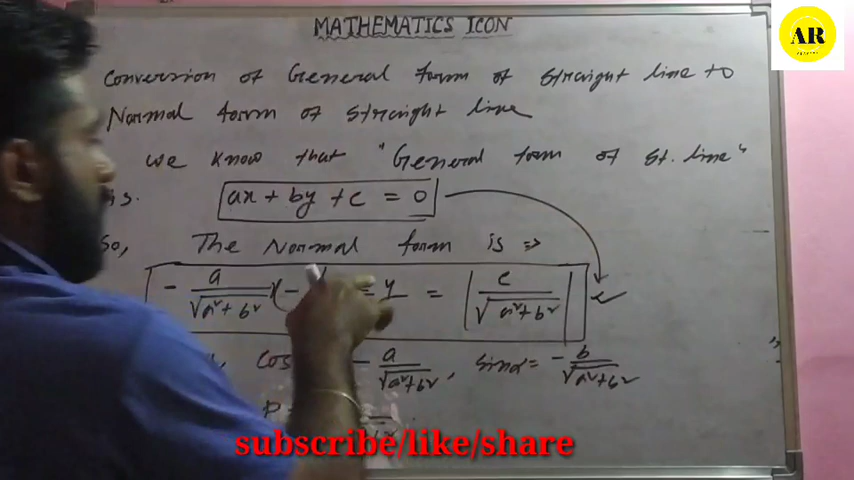 MATHEMATICS ICON
AR
Conversion of General form of straight line to
Normal form of straight line
we know that "General form of St. line"
is.
ax + by + c = 0
So, The Normal form is ⇒
- a/√(a²+b²) x (- y = | c/√(a²+b²) |
cos - a/√(a²+b²), sinα = - b/√(a²+b²)
P =
subscribe/like/share